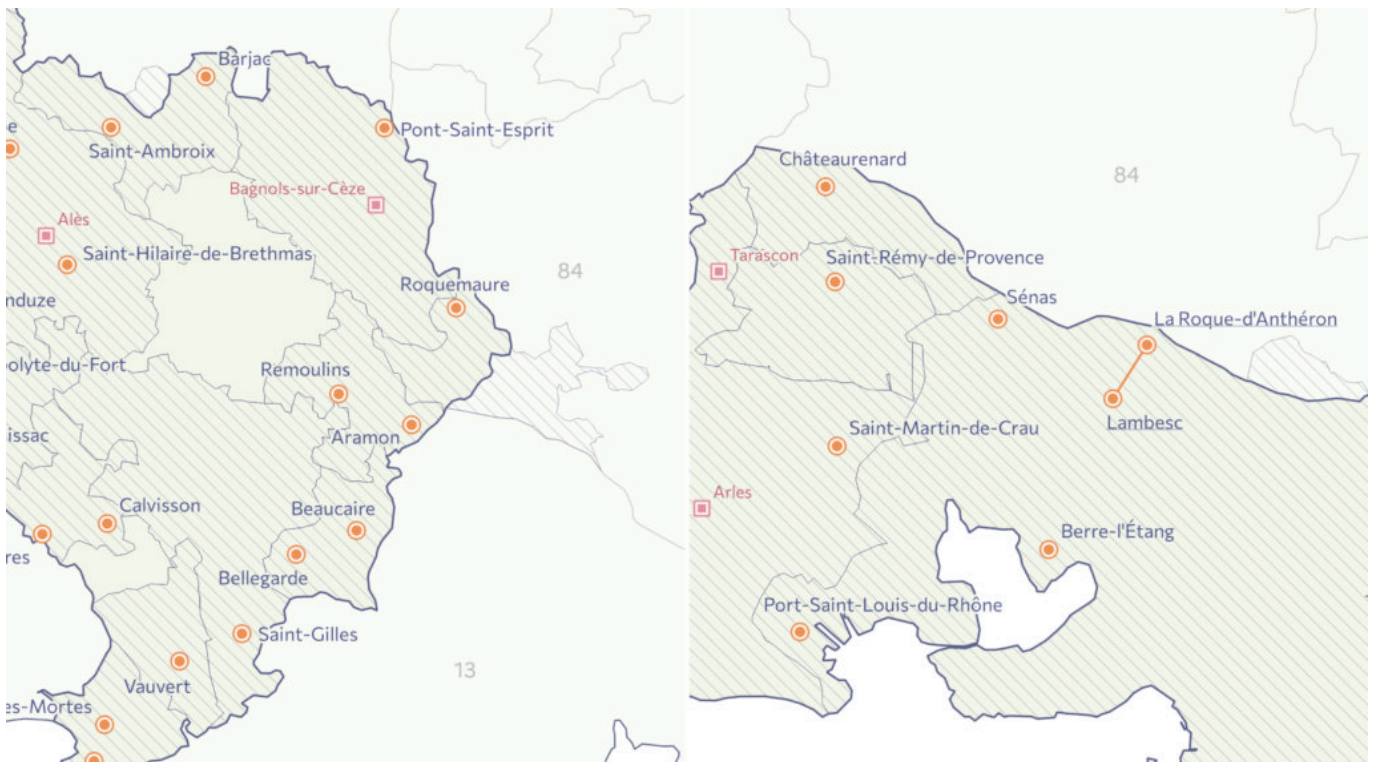 Barjac
Pont-Saint-Esprit
Saint-Ambroix
Bagnols-sur-Cèze
Alès
Saint-Hilaire-de-Brethmas
84
Roquemaure
nduze
olyte-du-Fort
Remoulins
Aramon
issac
Calvisson
Beaucaire
res
Bellegarde
Saint-Gilles
13
Vauvert
es-Mortes
Châteaurenard
84
Tarascon
Saint-Rémy-de-Provence
Sénas
La Roque-d'Anthéron
Lambesc
Saint-Martin-de-Crau
Arles
Berre-l'Étang
Port-Saint-Louis-du-Rhône